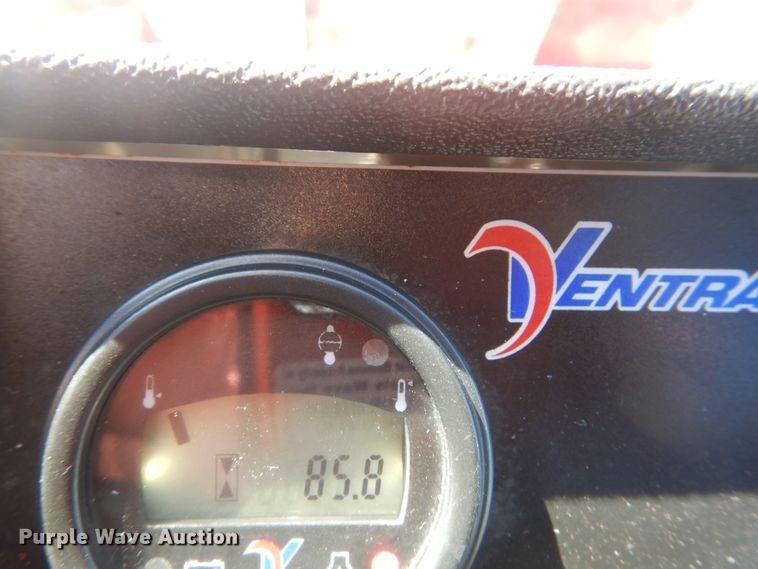 VENTRA
85.8
Purple Wave Auction